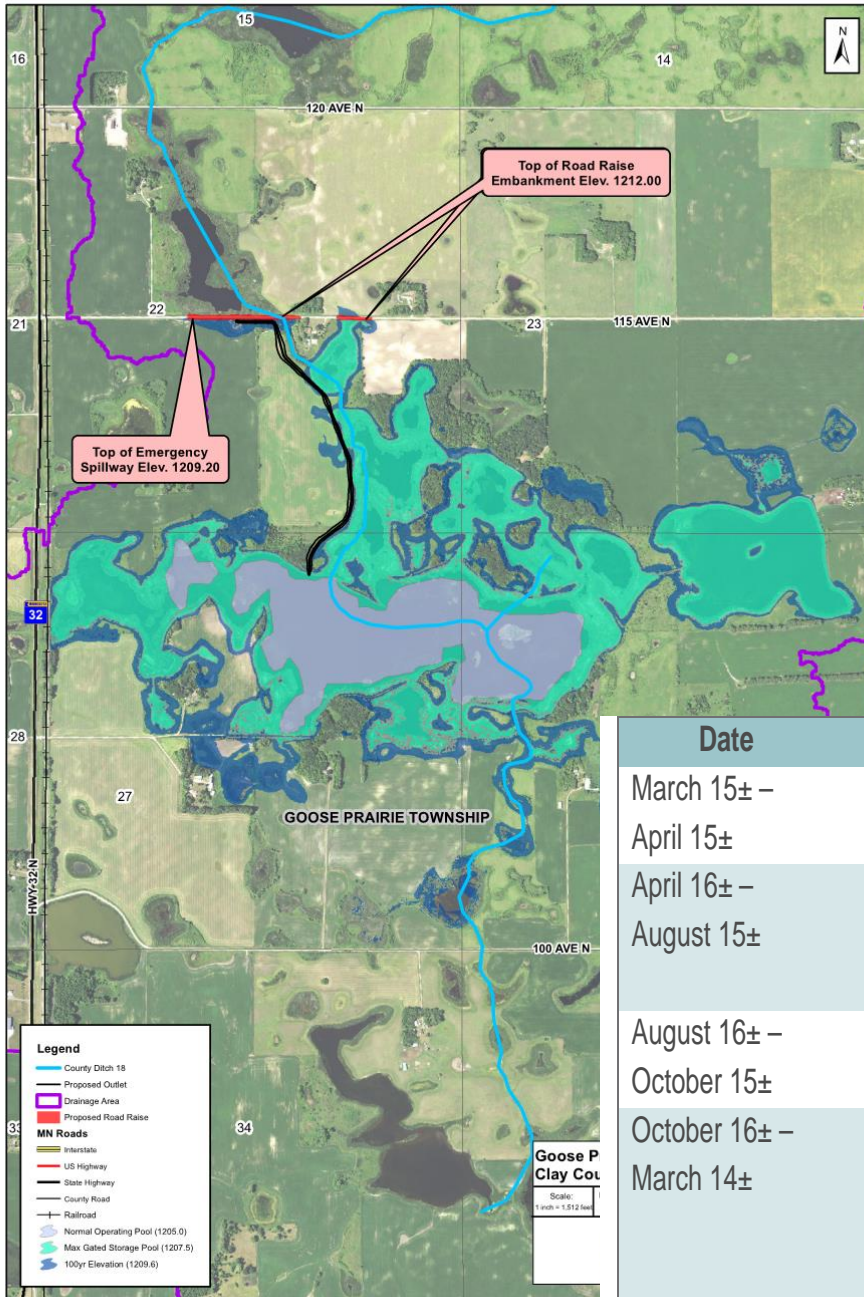 15
16
14
N
120 AVE N
Top of Road Raise
Embankment Elev. 1212.00
22
21
23
115 AVE N
Top of Emergency
Spillway Elev. 1209.20
32
28
27
GOOSE PRAIRIE TOWNSHIP
HWY 32 N
100 AVE N
33
34
Legend
County Ditch 18
Proposed Outlet
Drainage Area
Proposed Road Raise
MN Roads
Interstate
US Highway
State Highway
County Road
Railroad
Normal Operating Pool (1205.0)
Max Gated Storage Pool (1207.5)
100yr Elevation (1209.6)
Goose P
Clay Cou
Scale:
1 inch = 1,512 feet
Date
March 15± –
April 15±
April 16± –
August 15±
August 16± –
October 15±
October 16± –
March 14±